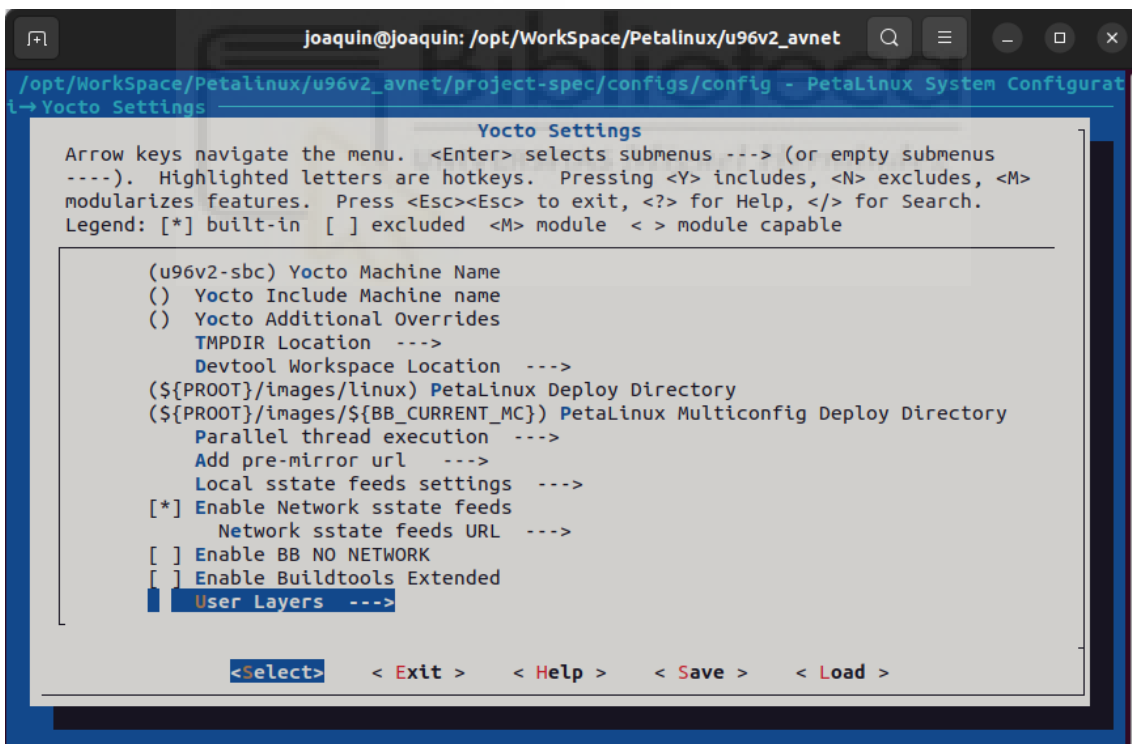 joaquin@joaquin: /opt/WorkSpace/Petalinux/u96v2_avnet
/opt/WorkSpace/Petalinux/u96v2_avnet/project-spec/configs/config - PetaLinux System Configurat
i→ Yocto Settings
Yocto Settings
Arrow keys navigate the menu. <Enter> selects submenus ---> (or empty submenus
----). Highlighted letters are hotkeys. Pressing <Y> includes, <N> excludes, <M>
modularizes features. Press <Esc><Esc> to exit, <?> for Help, </> for Search.
Legend: [*] built-in [ ] excluded <M> module < > module capable
(u96v2-sbc) Yocto Machine Name
() Yocto Include Machine name
() Yocto Additional Overrides
TMPDIR Location --->
Devtool Workspace Location --->
(${PROOT}/images/linux) PetaLinux Deploy Directory
(${PROOT}/images/${BB_CURRENT_MC}) PetaLinux Multiconfig Deploy Directory
Parallel thread execution --->
Add pre-mirror url --->
Local sstate feeds settings --->
[*] Enable Network sstate feeds
Network sstate feeds URL --->
[ ] Enable BB NO NETWORK
[ ] Enable Buildtools Extended
User Layers --->
<Select> < Exit > < Help > < Save > < Load >
Biblioteca